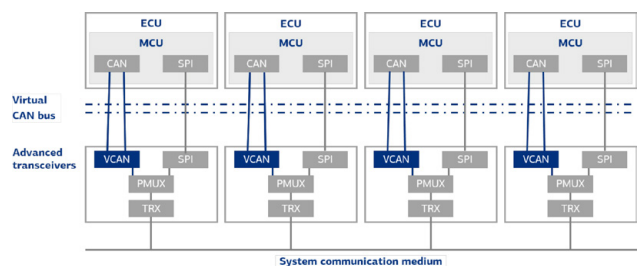 ECU ECU ECU ECU
MCU MCU MCU MCU
CAN SPI CAN SPI CAN SPI CAN SPI
Virtual
CAN bus
Advanced
transceivers
VCAN SPI VCAN SPI VCAN SPI VCAN SPI
PMUX PMUX PMUX PMUX
TRX TRX TRX TRX
System communication medium